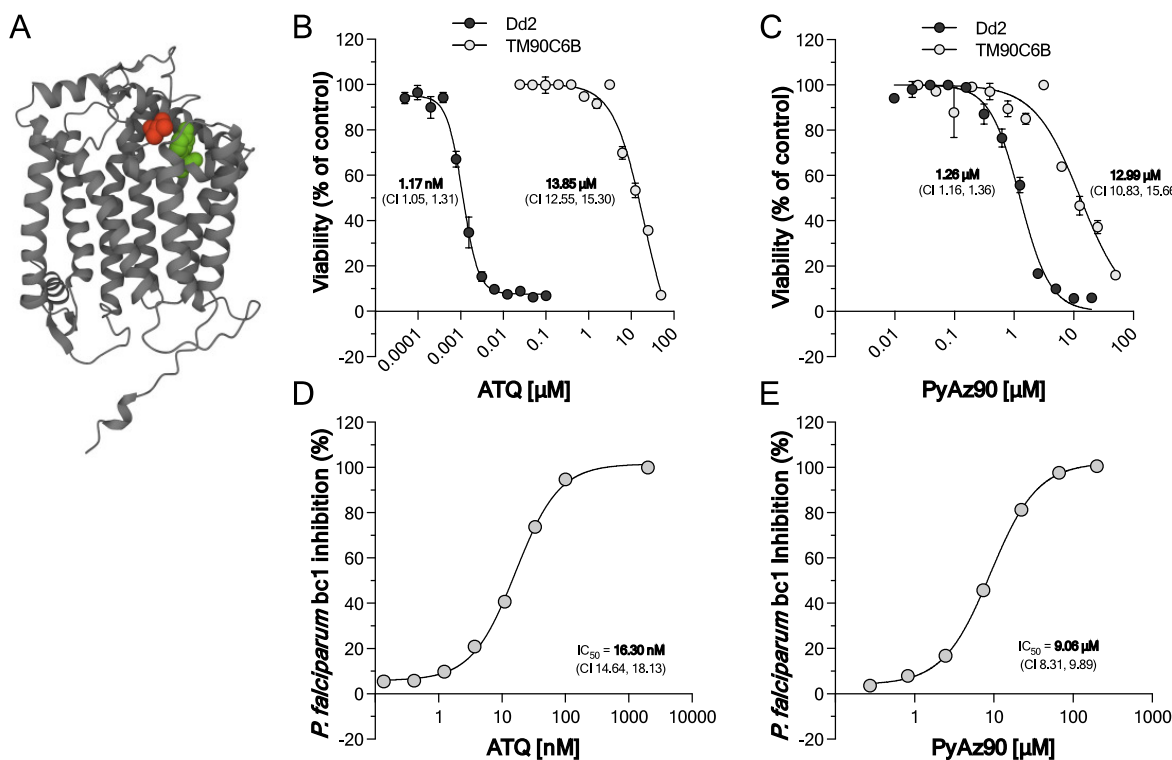 A
B
Dd2
TM90C6B
Viability (% of control)
120
100
80
60
40
20
0
-20
1.17 nM
(CI 1.05, 1.31)
13.85 µM
(CI 12.55, 15.30)
0.0001
0.001
0.01
0.1
1
10
100
ATQ [µM]
C
Dd2
TM90C6B
Viability (% of control)
120
100
80
60
40
20
0
-20
1.26 µM
(CI 1.16, 1.36)
12.99 µM
(CI 10.83, 15.66
0.01
0.1
1
10
100
PyAz90 [µM]
D
P. falciparum bc1 inhibition (%)
120
100
80
60
40
20
0
-20
IC50 = 16.30 nM
(CI 14.64, 18.13)
1
10
100
1000
10000
ATQ [nM]
E
P. falciparum bc1 Inhibition (%)
120
100
80
60
40
20
0
-20
IC50 = 9.06 µM
(CI 8.31, 9.89)
1
10
100
1000
PyAz90 [µM]